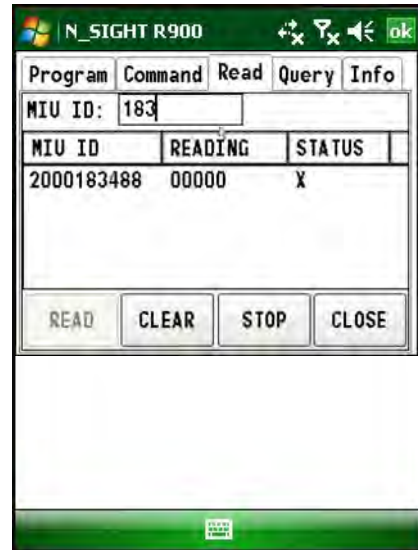 N_SIGHT R900 ok
Program Command Read Query Info
MIU ID: 183
MIU ID READING STATUS
2000183488 00000 X
READ CLEAR STOP CLOSE